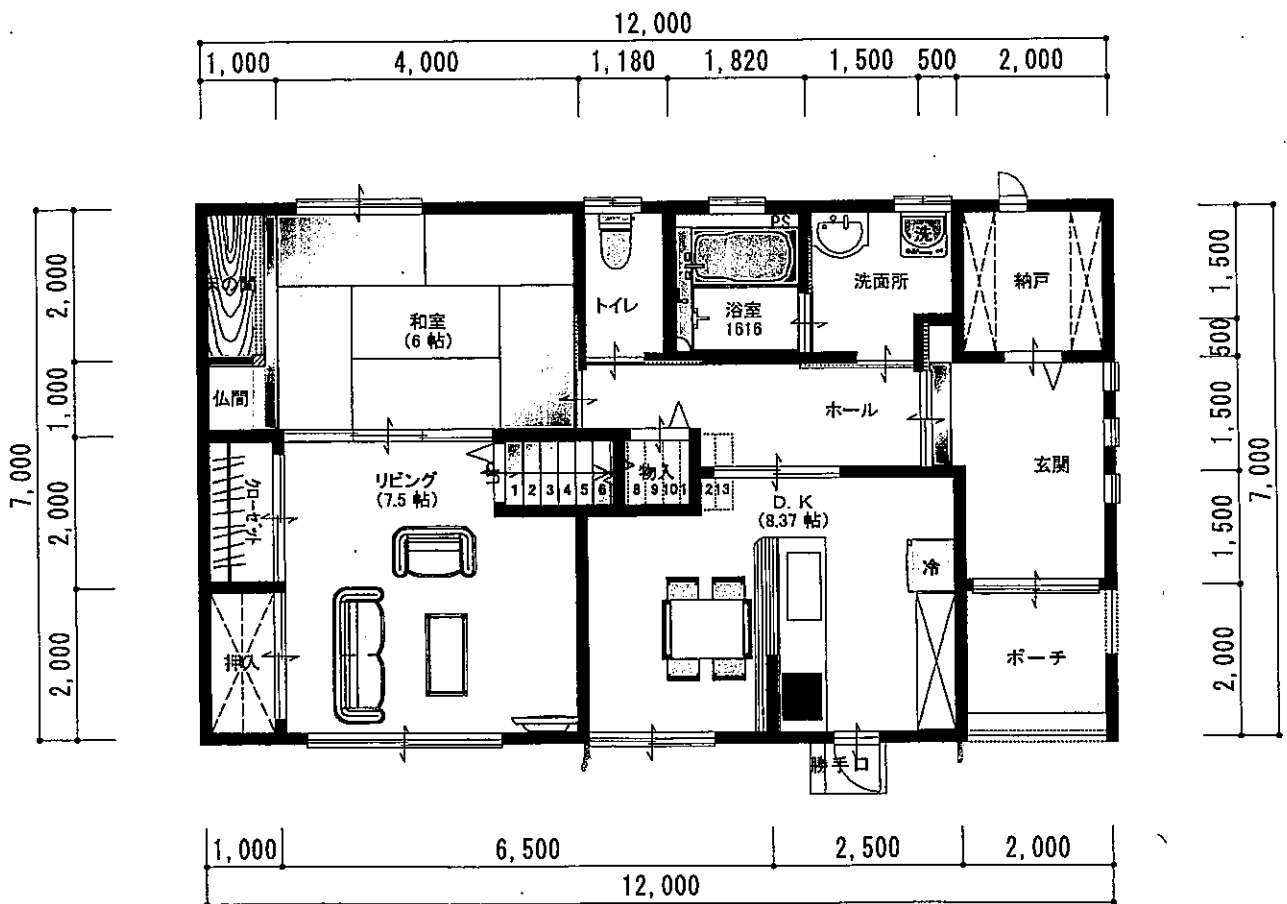 12,000
1,000 4,000 1,180 1,820 1,500 500 2,000
7,000
2,000
1,000
2,000
2,000
1,500
500
1,500
1,500
2,000
7,000
床の間
和室
(6 帖)
トイレ
PS
浴室
1616
洗
洗面所
納戸
仏間
ホール
玄関
クローゼット
リビング
(7.5 帖)
UP
1 2 3 4 5 6
物入
8 9 10 1
2 13
D. K
(8.37 帖)
冷
押入
ポーチ
勝手口
1,000 6,500 2,500 2,000
12,000